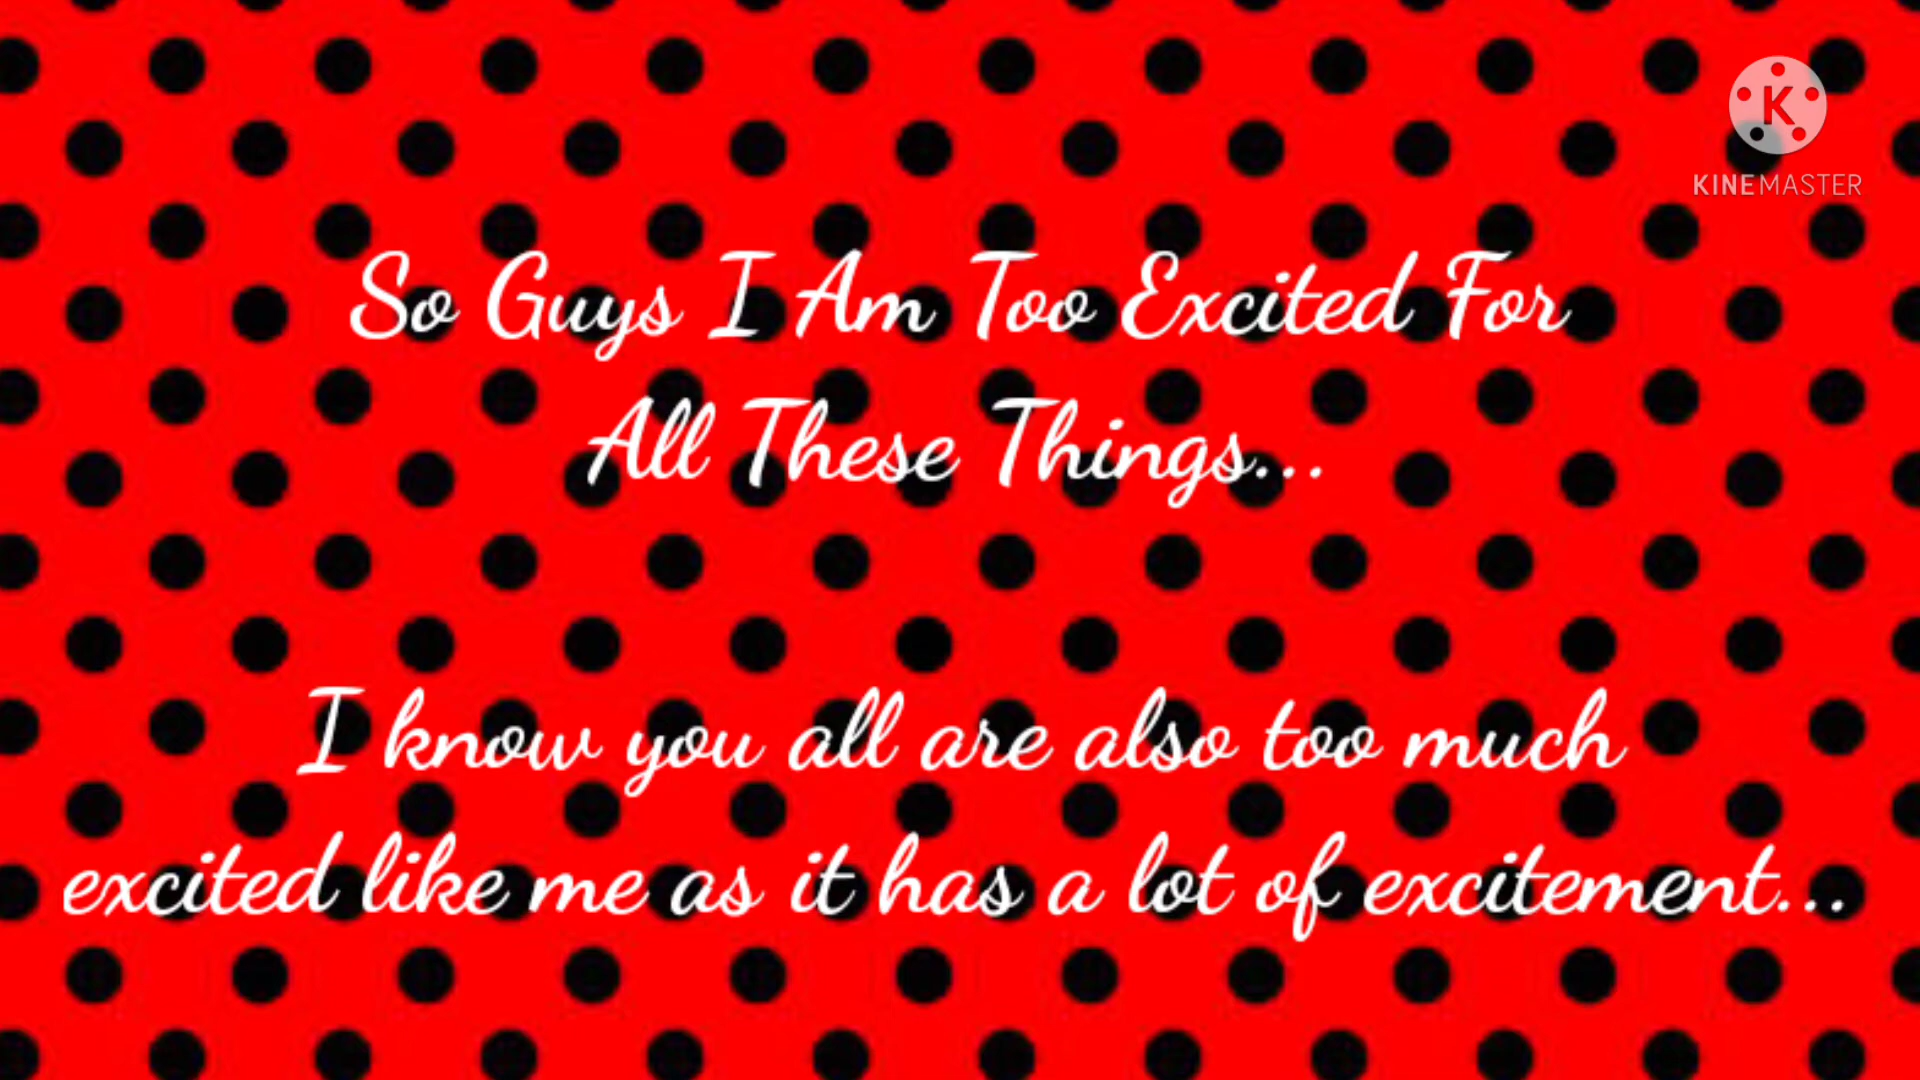 K
KINEMASTER
So Guys I Am Too Excited For
All These Things...
I know you all are also too much
excited like me as it has a lot of excitement...